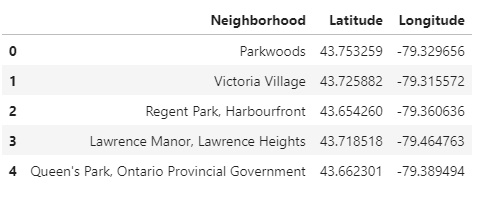 Neighborhood Latitude Longitude
0 Parkwoods 43.753259 -79.329656
1 Victoria Village 43.725882 -79.315572
2 Regent Park, Harbourfront 43.654260 -79.360636
3 Lawrence Manor, Lawrence Heights 43.718518 -79.464763
4 Queen's Park, Ontario Provincial Government 43.662301 -79.389494